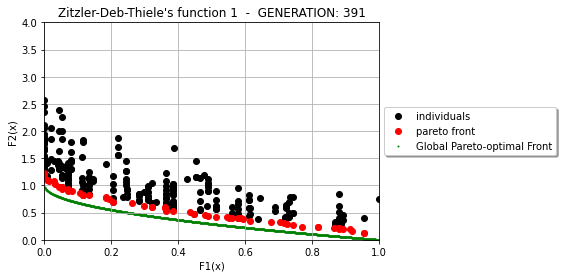 Zitzler-Deb-Thiele's function 1  -  GENERATION: 391
4.0
3.5
3.0
2.5
2.0
1.5
1.0
0.5
0.0
F2(x)
0.0 0.2 0.4 0.6 0.8 1.0
F1(x)
individuals
pareto front
Global Pareto-optimal Front